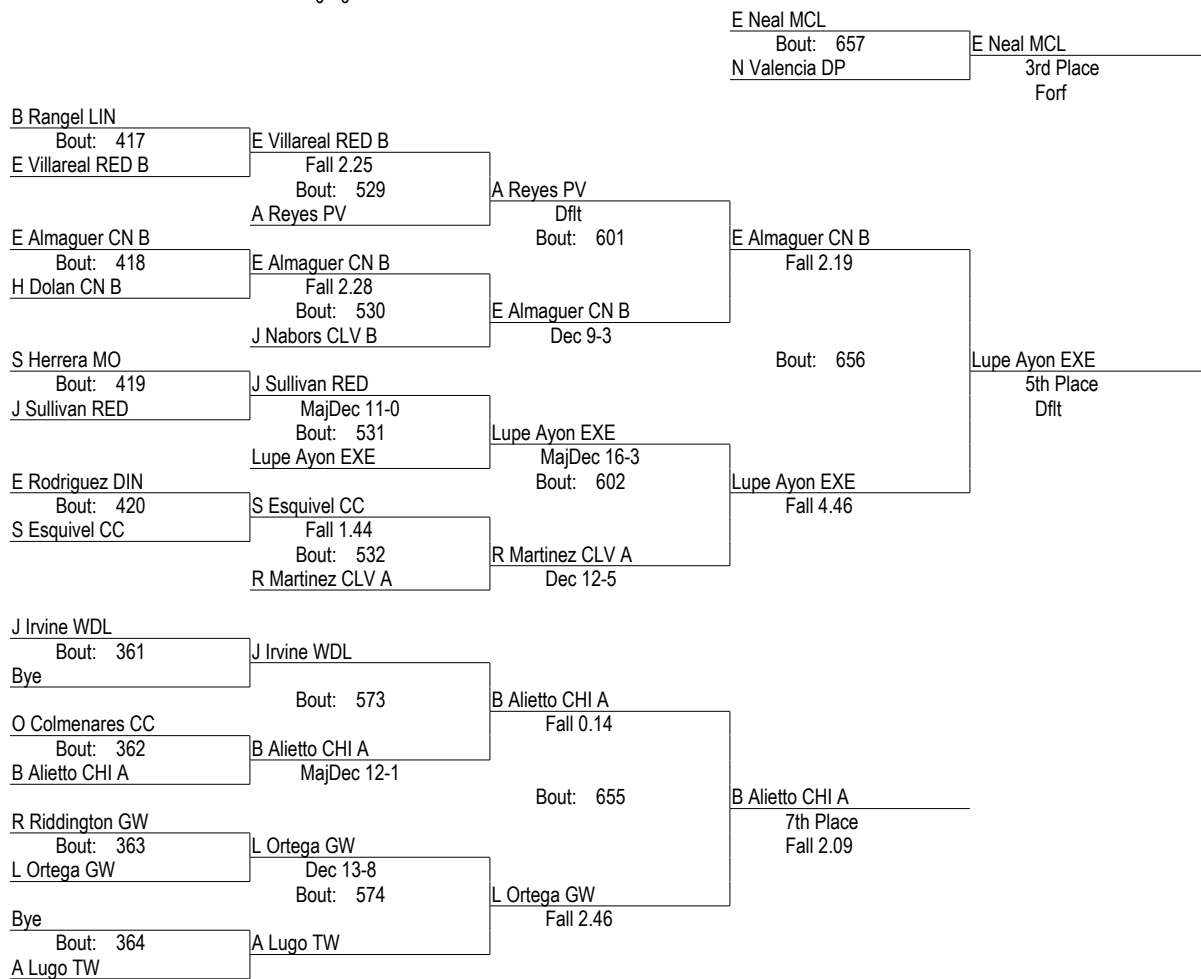 E Neal MCL
Bout: 657
E Neal MCL
N Valencia DP
3rd Place
Forf
B Rangel LIN
Bout: 417
E Villareal RED B
E Villareal RED B
Fall 2.25
Bout: 529
A Reyes PV
A Reyes PV
Dflt
Bout: 601
E Almaguer CN B
Bout: 418
H Dolan CN B
E Almaguer CN B
Fall 2.28
Bout: 530
J Nabors CLV B
E Almaguer CN B
Dec 9-3
E Almaguer CN B
Fall 2.19
Bout: 656
S Herrera MO
Bout: 419
J Sullivan RED
J Sullivan RED
MajDec 11-0
Bout: 531
Lupe Ayon EXE
Lupe Ayon EXE
MajDec 16-3
Bout: 602
E Rodriguez DIN
Bout: 420
S Esquivel CC
S Esquivel CC
Fall 1.44
Bout: 532
R Martinez CLV A
R Martinez CLV A
Dec 12-5
Lupe Ayon EXE
Fall 4.46
Lupe Ayon EXE
5th Place
Dflt
J Irvine WDL
Bout: 361
Bye
J Irvine WDL
Bout: 573
O Colmenares CC
Bout: 362
B Alietto CHI A
B Alietto CHI A
MajDec 12-1
B Alietto CHI A
Fall 0.14
Bout: 655
R Riddington GW
Bout: 363
L Ortega GW
L Ortega GW
Dec 13-8
Bout: 574
Bye
Bout: 364
A Lugo TW
A Lugo TW
L Ortega GW
Fall 2.46
B Alietto CHI A
7th Place
Fall 2.09